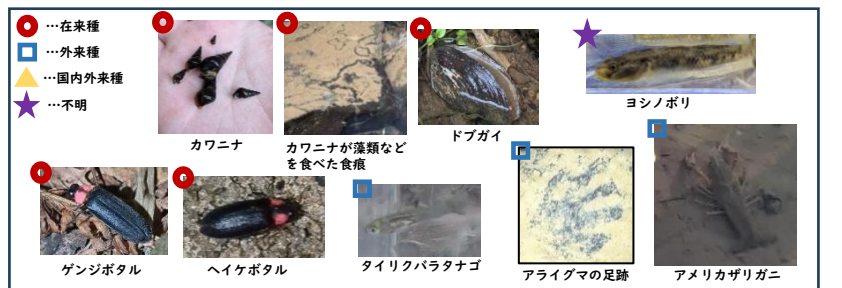 …在来種
…外来種
…国内外来種
…不明
カワニナ
カワニナが藻類など
を食べた食痕
ドブガイ
ヨシノボリ
ゲンジボタル
ヘイケボタル
タイリクバラタナゴ
アライグマの足跡
アメリカザリガニ